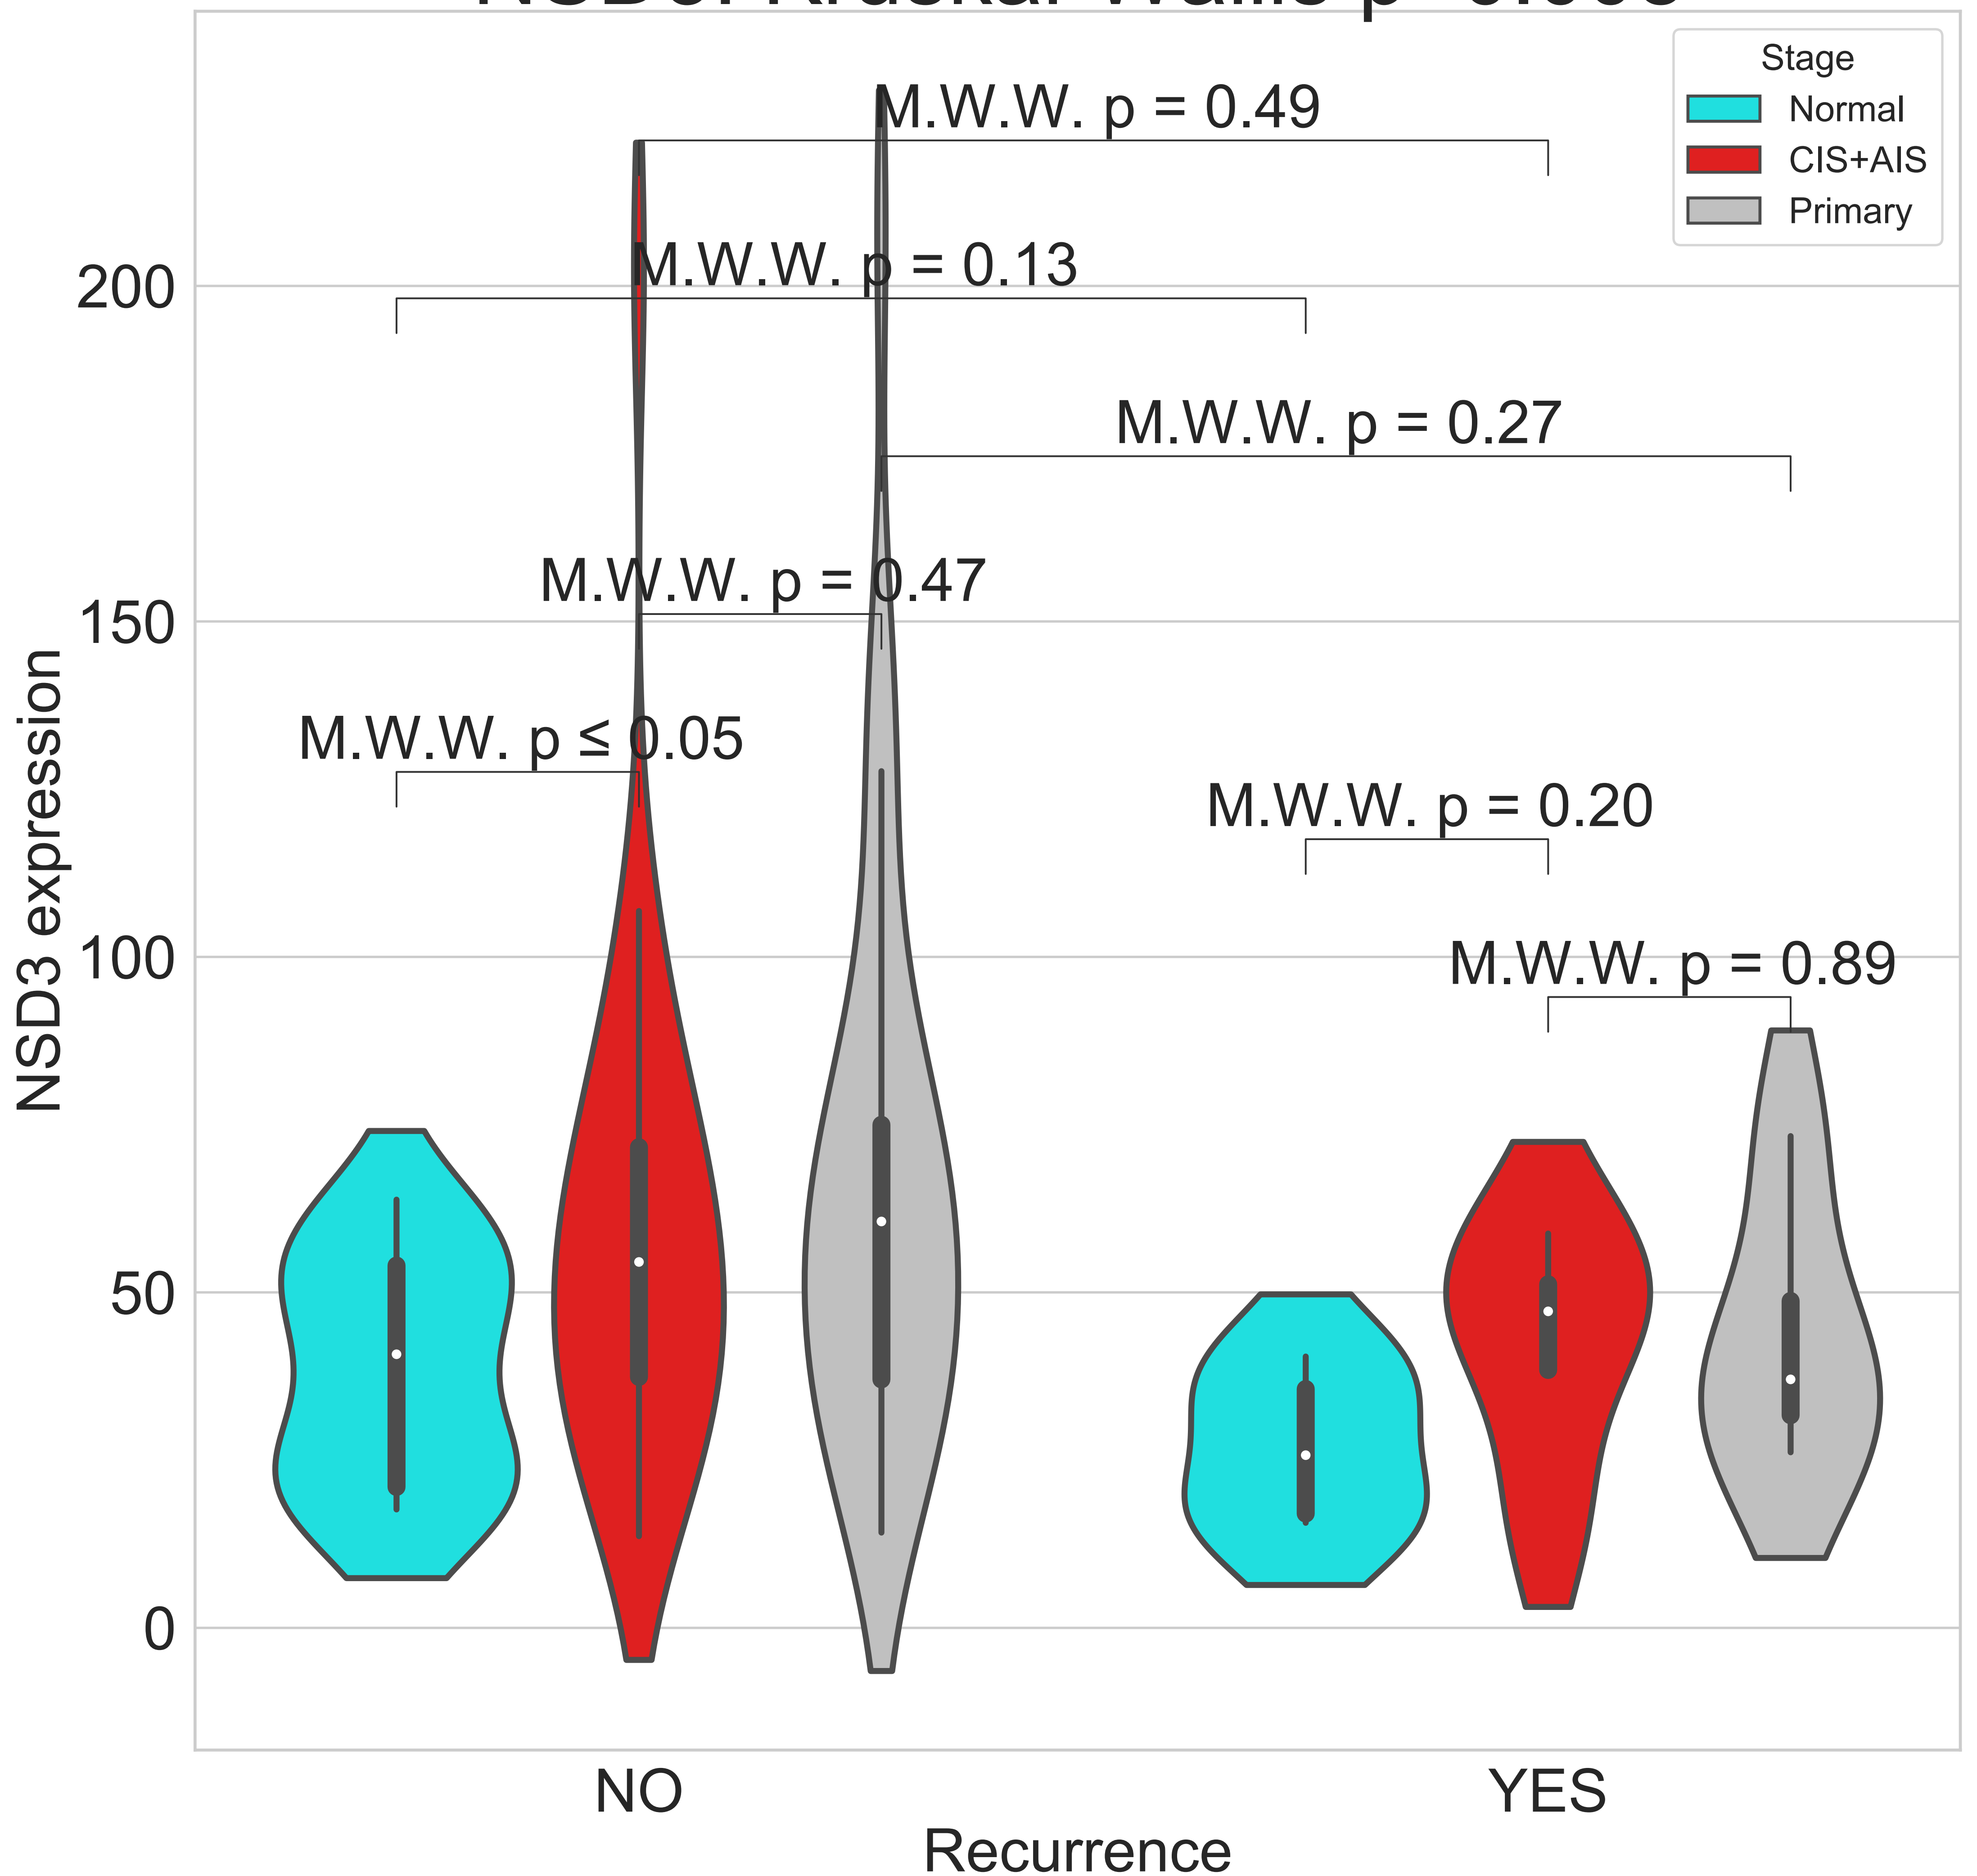 Stage
Normal
CIS+AIS
Primary
M.W.W. p = 0.49
M.W.W. p = 0.13
M.W.W. p = 0.27
M.W.W. p = 0.47
M.W.W. p ≤ 0.05
M.W.W. p = 0.20
M.W.W. p = 0.89
NSD3 expression
200
150
100
50
0
NO
YES
Recurrence